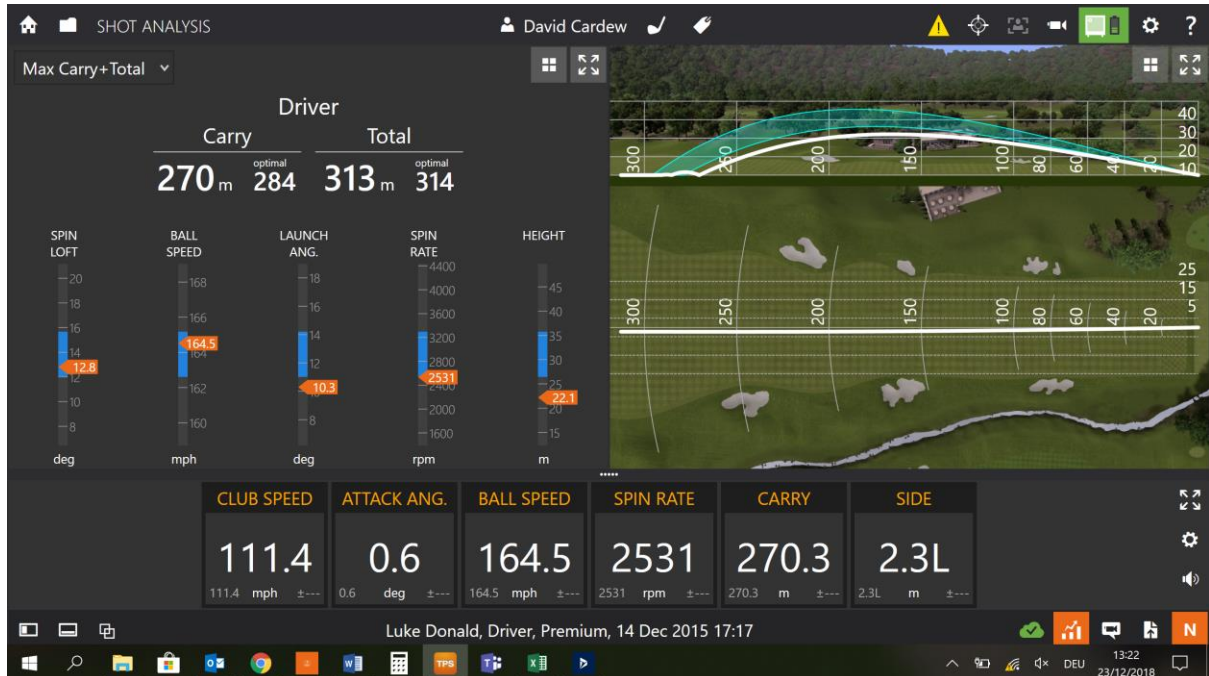 SHOT ANALYSIS
David Cardew
?
Max Carry+Total
Driver
Carry
Total
270 m
optimal
284
313 m
optimal
314
SPIN
LOFT
20
18
16
14
12.8
12
10
8
deg
BALL
SPEED
168
166
164.5
164
162
160
mph
LAUNCH
ANG.
18
16
14
12
10.3
8
deg
SPIN
RATE
4400
4000
3600
3200
2800
2531
2400
2000
1600
rpm
HEIGHT
45
40
35
30
25
22.1
20
15
m
300
250
200
150
100
80
60
40
20
40
30
20
10
300
250
200
150
100
80
60
40
20
25
15
5
CLUB SPEED
111.4
111.4 mph ±---
ATTACK ANG.
0.6
0.6 deg ±---
BALL SPEED
164.5
164.5 mph ±---
SPIN RATE
2531
2531 rpm ±---
CARRY
270.3
270.3 m ±---
SIDE
2.3L
2.3L m ±---
Luke Donald, Driver, Premium, 14 Dec 2015 17:17
N
TPS
DEU
13:22
23/12/2018